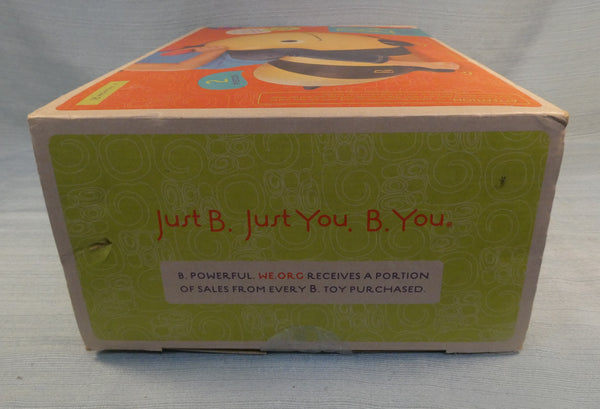 Just B. Just You. B. You.
B. POWERFUL. WE.ORG RECEIVES A PORTION
OF SALES FROM EVERY B. TOY PURCHASED.